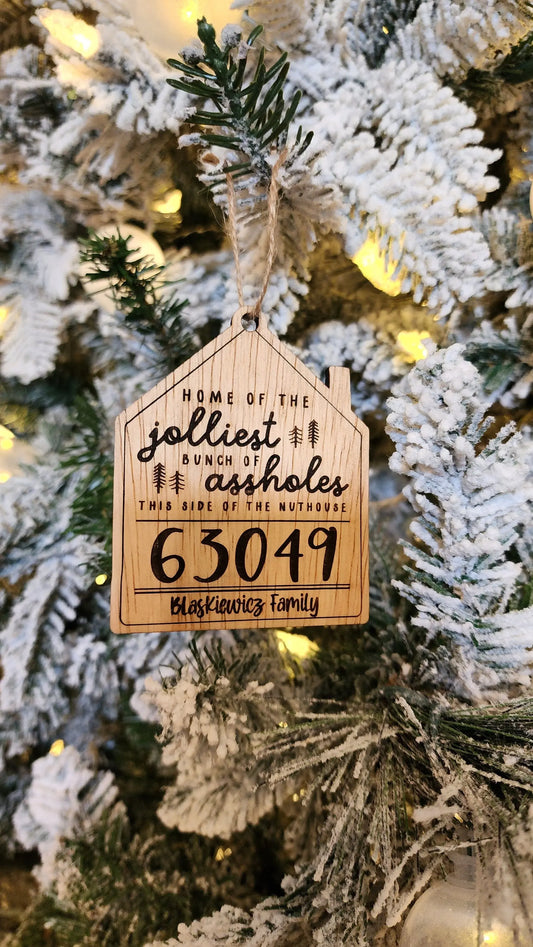 HOME OF THE
jolliest
BUNCH OF
assholes
THIS SIDE OF THE NUTHOUSE
63049
Blaskiewicz Family